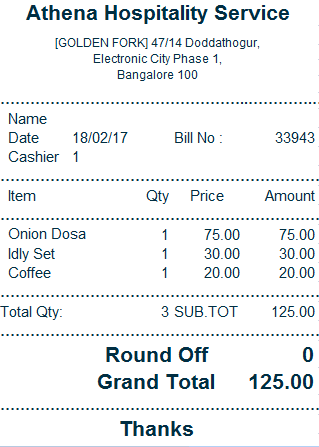 Athena Hospitality Service
[GOLDEN FORK] 47/14 Doddathogur,
Electronic City Phase 1,
Bangalore 100
Name
Date 18/02/17 Bill No : 33943
Cashier 1
Item Qty Price Amount
Onion Dosa 1 75.00 75.00
Idly Set 1 30.00 30.00
Coffee 1 20.00 20.00
Total Qty: 3 SUB.TOT 125.00
Round Off 0
Grand Total 125.00
Thanks